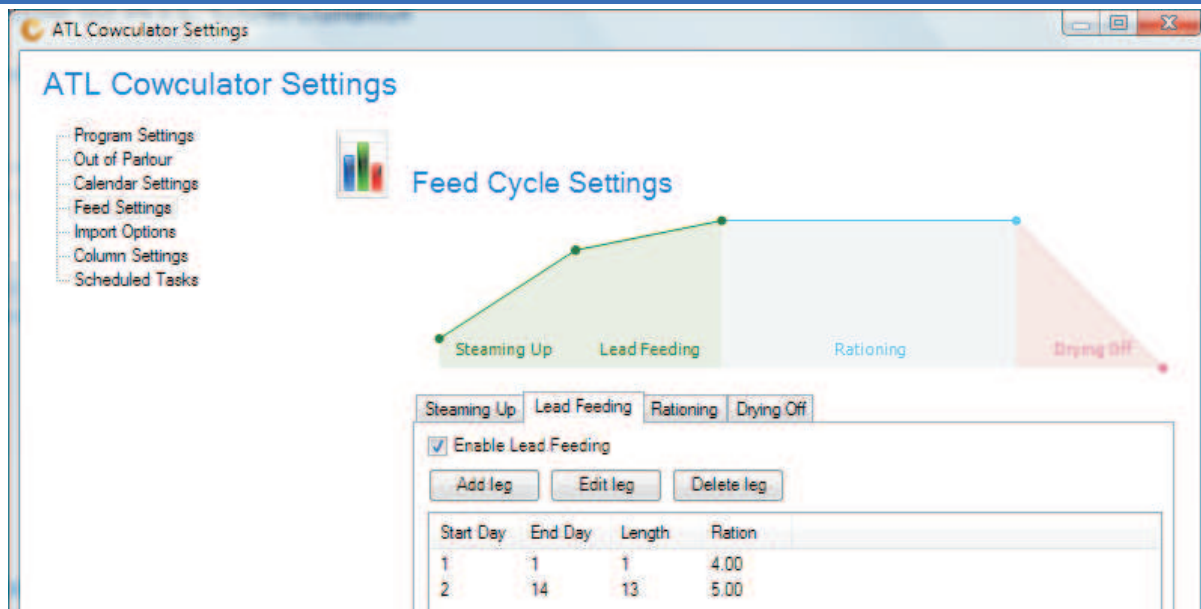 ATL Cowculator Settings
ATL Cowculator Settings
Program Settings
Out of Parlour
Calendar Settings
Feed Settings
Import Options
Column Settings
Scheduled Tasks
Feed Cycle Settings
Steaming Up Lead Feeding Rationing Drying Off
Steaming Up Lead Feeding Rationing Drying Off
Enable Lead Feeding
Add leg Edit leg Delete leg
Start Day End Day Length Ration
1 1 1 4.00
2 14 13 5.00